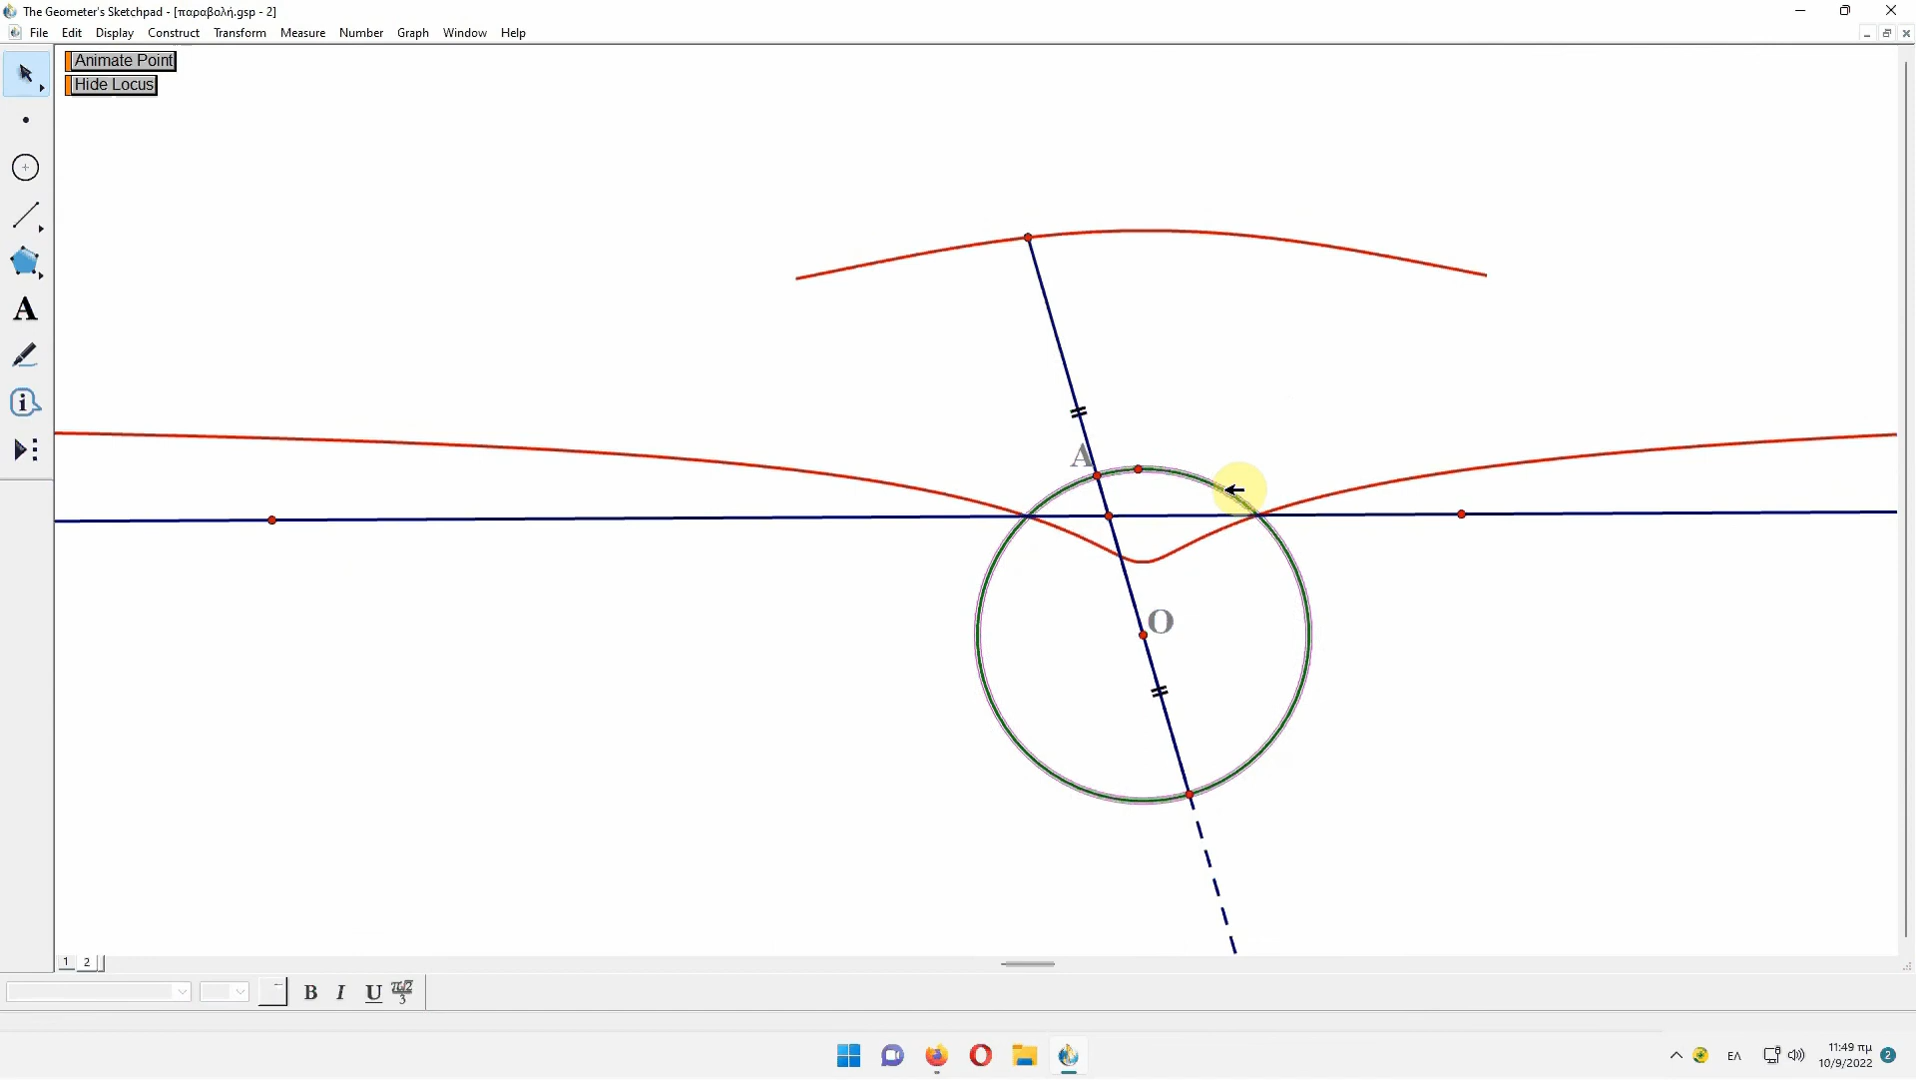 The Geometer's Sketchpad - [παραβολή.gsp - 2]
File Edit Display Construct Transform Measure Number Graph Window Help
Animate Point
Hide Locus
A
A
O
1 2
B I U
ΕΛ
11:49 πμ
10/9/2022
2